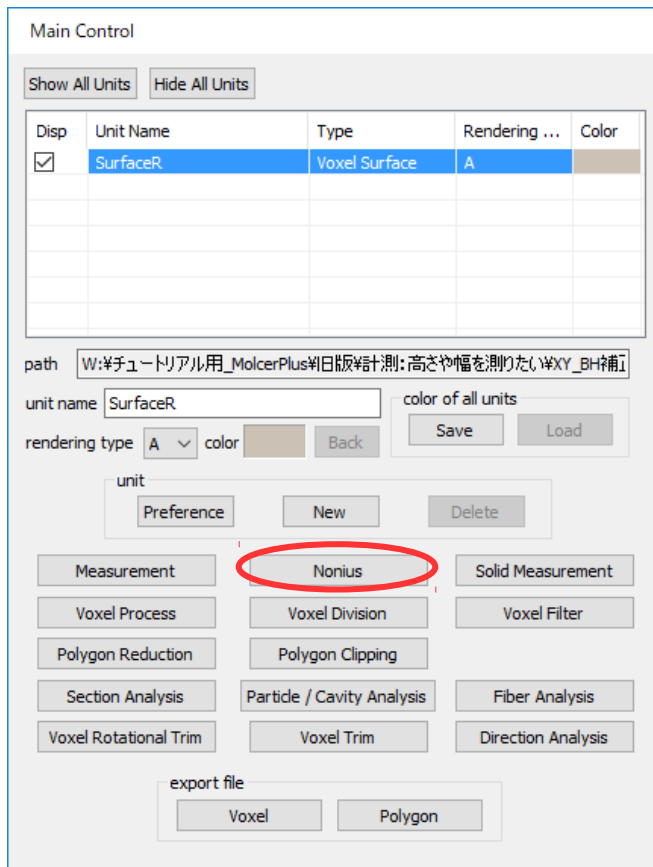 Main Control
Show All Units Hide All Units
Disp Unit Name Type Rendering ... Color
SurfaceR Voxel Surface A
path W:¥チュートリアル用_MolcerPlus¥旧版¥計測：高さや幅を測りたい¥XY_BH補正
unit name SurfaceR color of all units
Save Load
rendering type A color Back
unit
Preference New Delete
Measurement Nonius Solid Measurement
Voxel Process Voxel Division Voxel Filter
Polygon Reduction Polygon Clipping
Section Analysis Particle / Cavity Analysis Fiber Analysis
Voxel Rotational Trim Voxel Trim Direction Analysis
export file
Voxel Polygon